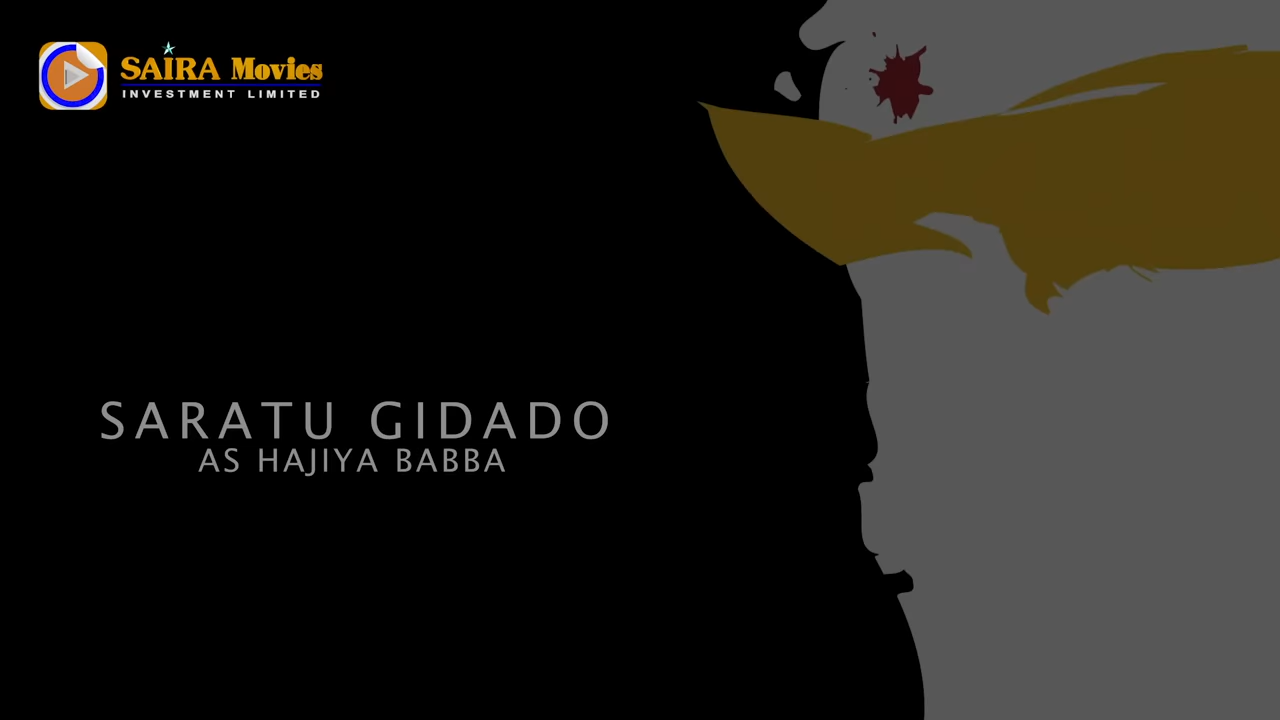 SAIRA Movies
INVESTMENT LIMITED
SARATU GIDADO
AS HAJIYA BABBA